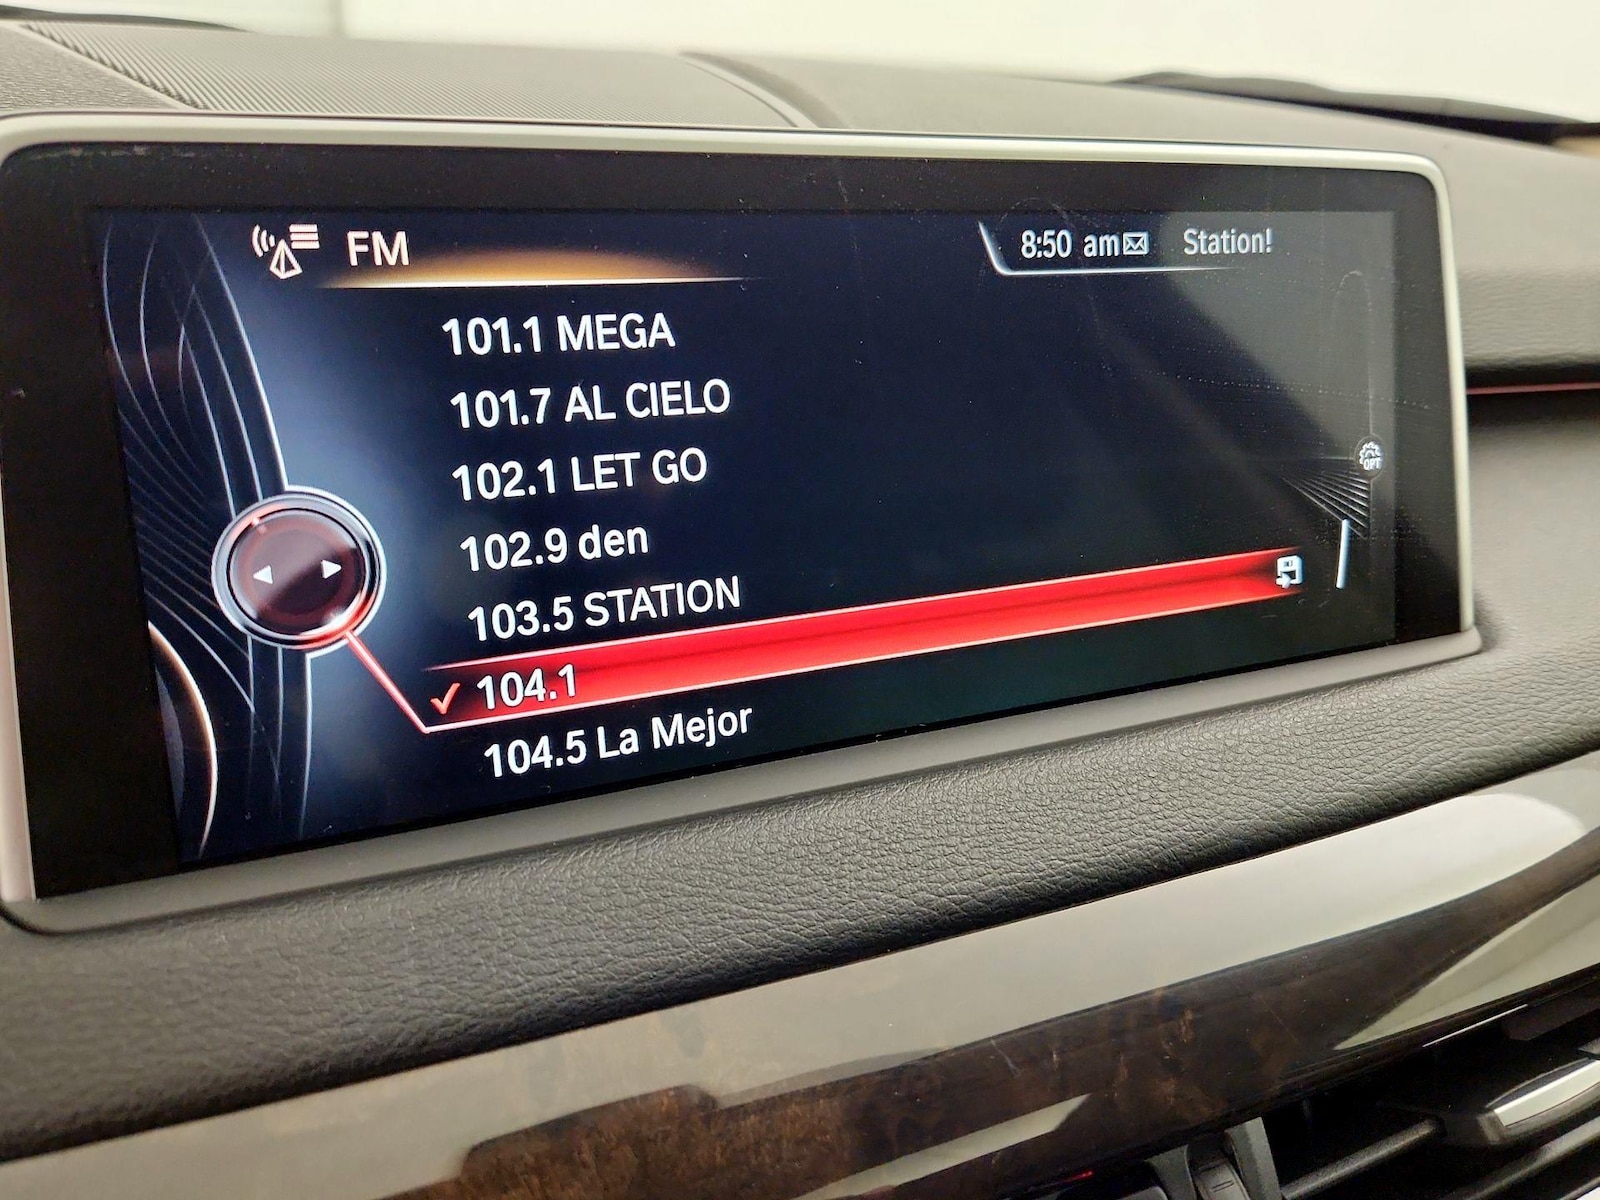 FM
8:50 am Station!
101.1 MEGA
101.7 AL CIELO
102.1 LET GO
102.9 den
103.5 STATION
104.1
104.5 La Mejor
OPT